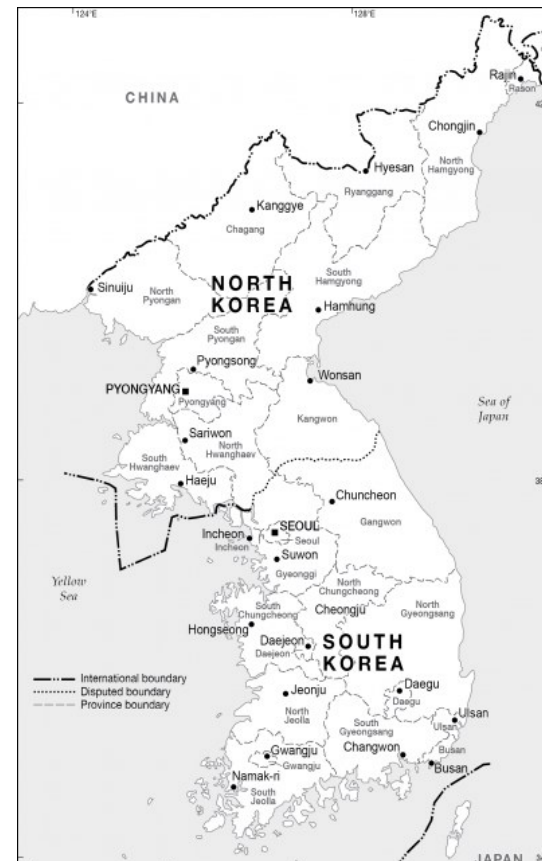 124°E
128°E
Rajin
Rason
CHINA
42
Chongjin
North
Hamgyong
Hyesan
Ryanggang
Kanggye
Chagang
South
Hamgyong
NORTH
KOREA
Sinuiju
North
Pyongan
Hamhung
South
Pyongan
Pyongsong
Wonsan
PYONGYANG
Pyongyang
Sea of
Japan
Kangwon
Sariwon
North
Hwanghaev
South
Hwanghaev
Haeju
38
Chuncheon
Gangwon
SEOUL
Seoul
Incheon
Incheon
Suwon
Gyeonggi
Yellow
Sea
North
Chungcheong
Cheongju
South
Chungcheong
North
Gyeongsang
Hongseong
Daejeon
Daejeon
SOUTH
KOREA
International boundary
Disputed boundary
Province boundary
Jeonju
North
Jeolla
Daegu
Daegu
Ulsan
Ulsan
South
Gyeongsang
Gwangju
Gwangju
Changwon
Busan
Busan
Namak-ri
South
Jeolla
JAPAN